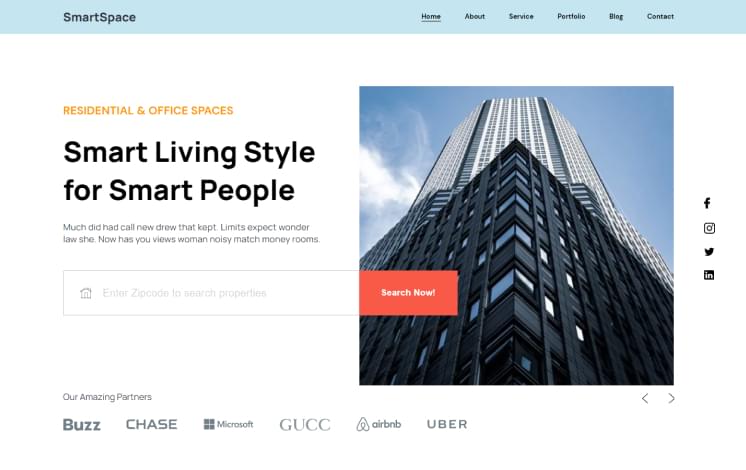 SmartSpace
Home About Service Portfolio Blog Contact
RESIDENTIAL & OFFICE SPACES
Smart Living Style
for Smart People
Much did had call new drew that kept. Limits expect wonder
law she. Now has you views woman noisy match money rooms.
Enter Zipcode to search properties
Search Now!
Our Amazing Partners
Buzz CHASE Microsoft GUCC airbnb UBER